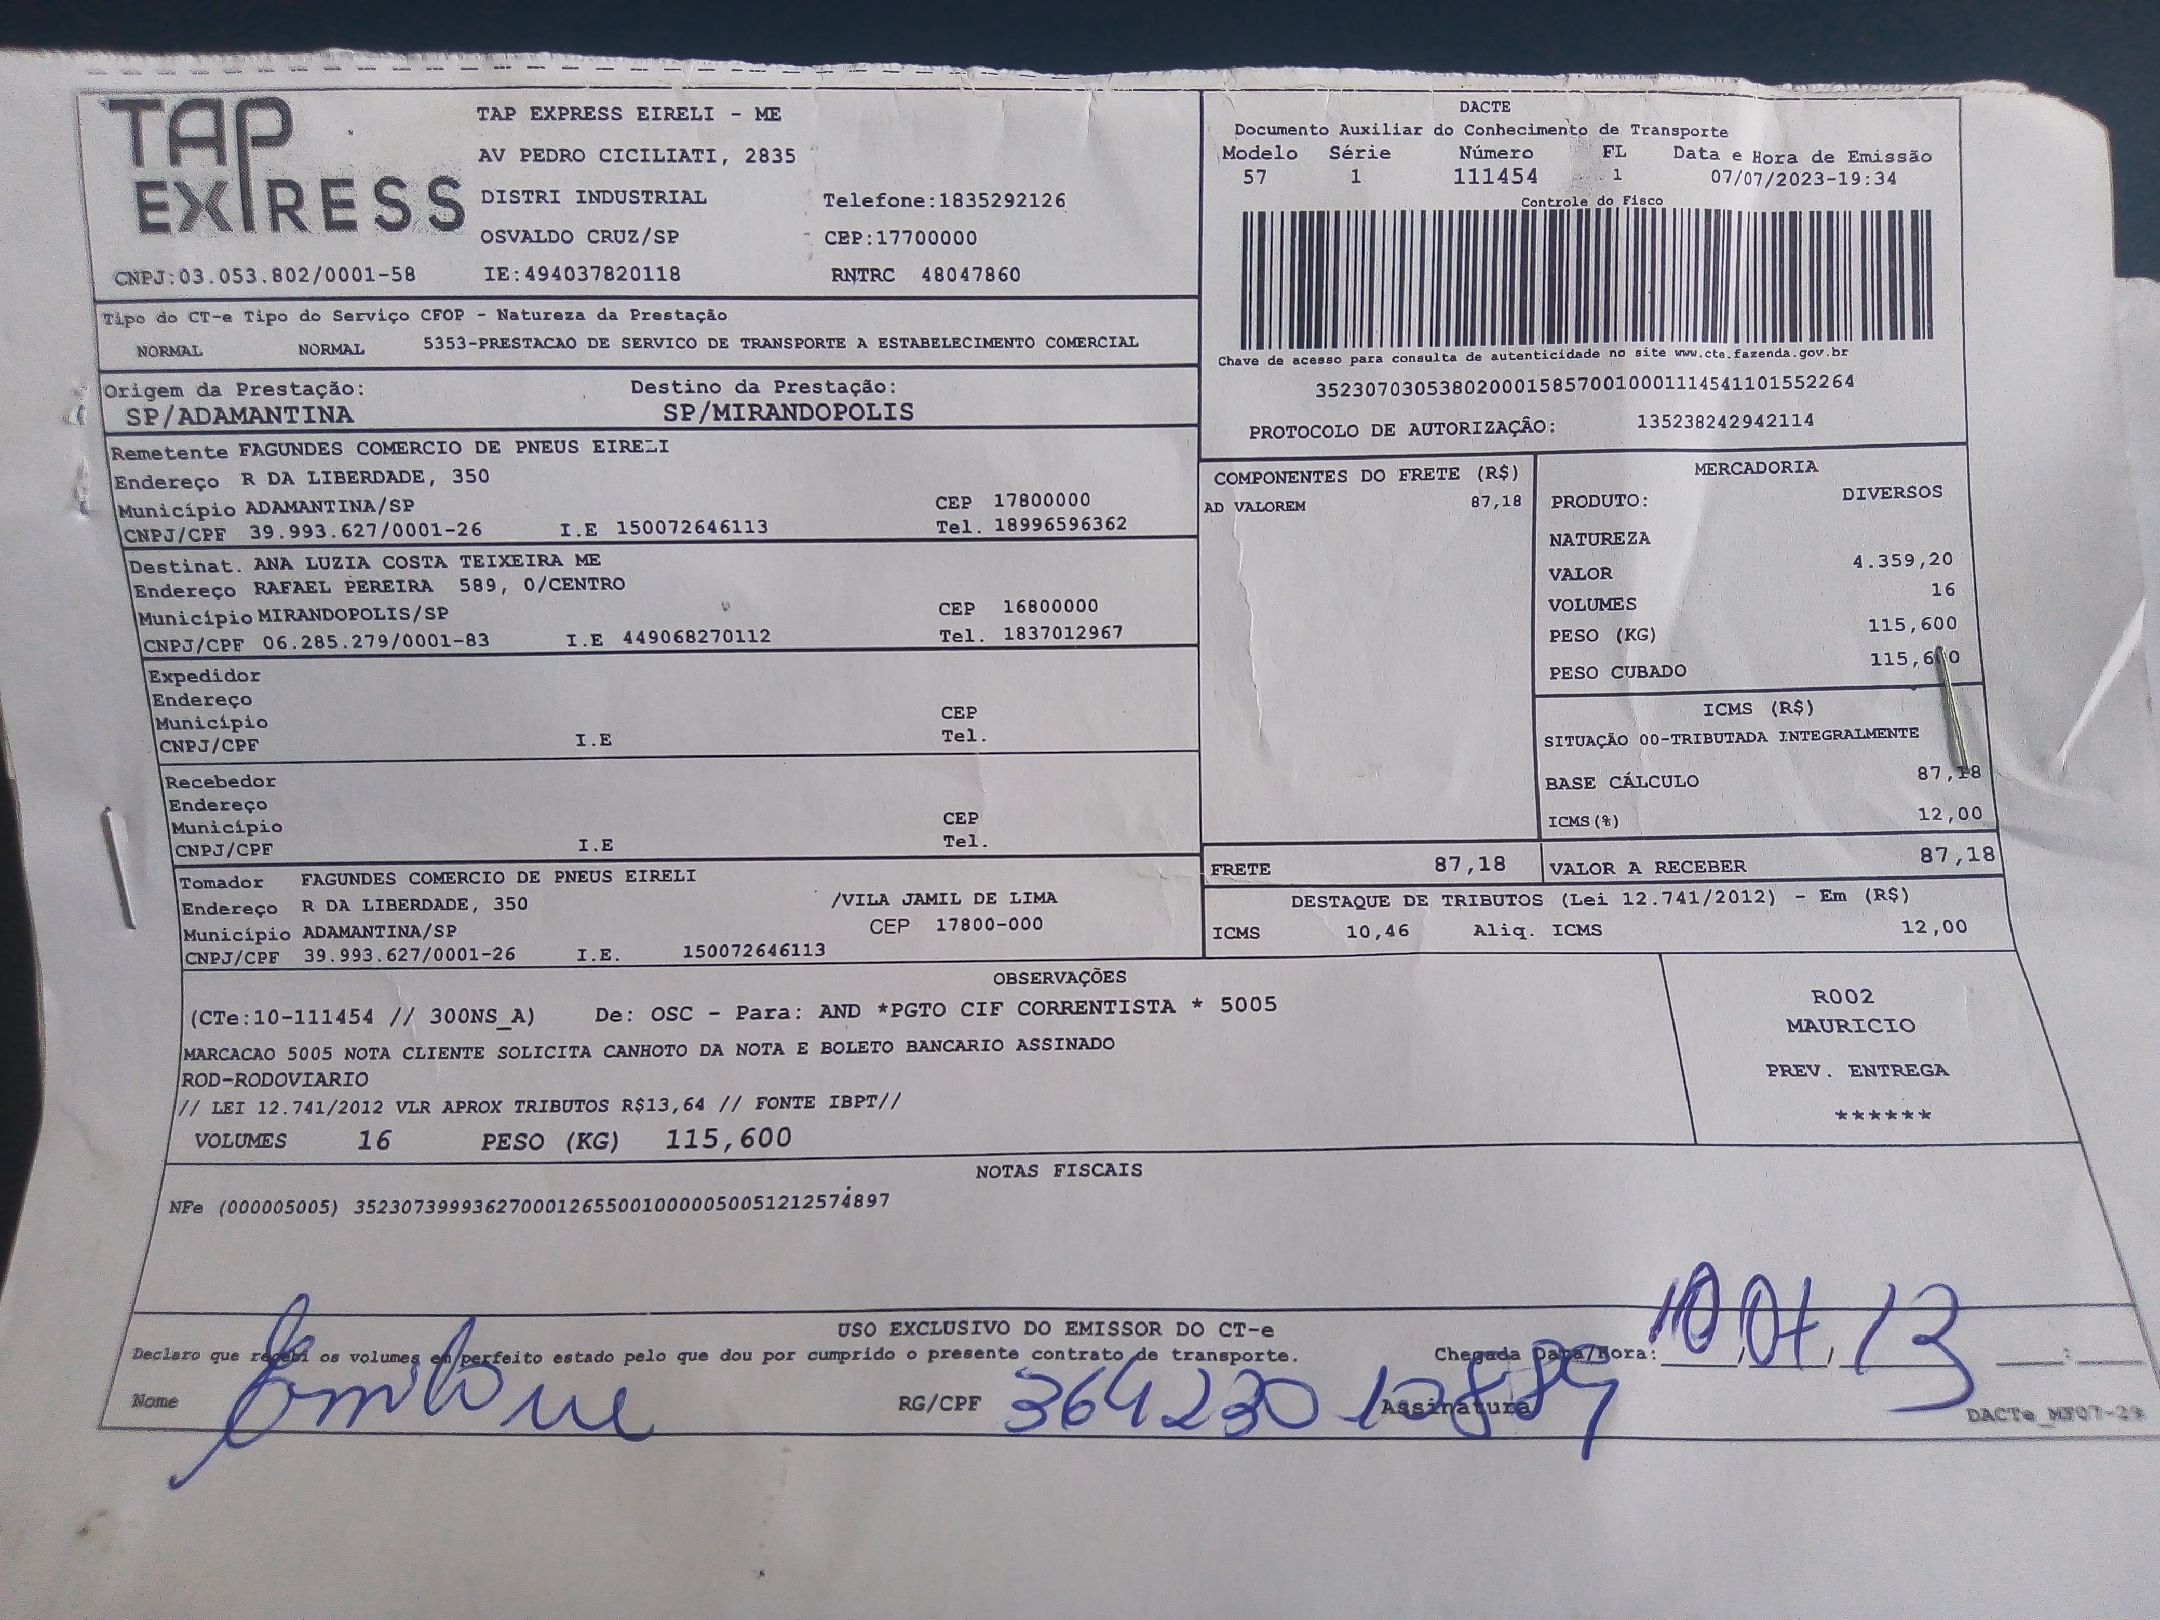 TAP EXPRESS
TAP EXPRESS EIRELI - ME
AV PEDRO CICILIATI, 2835
DISTRI INDUSTRIAL Telefone:1835292126
OSVALDO CRUZ/SP CEP:17700000
CNPJ:03.053.802/0001-58 IE:494037820118 RNTRC 48047860
DACTE
Documento Auxiliar do Conhecimento de Transporte
Modelo Série Número FL Data e Hora de Emissão
57 1 111454 1 07/07/2023-19:34
Controle do Fisco
Chave de acesso para consulta de autenticidade no site www.cte.fazenda.gov.br
35230703053802000158570010001114541101552264
PROTOCOLO DE AUTORIZAÇÃO: 135238242942114
Tipo do CT-e Tipo do Serviço CFOP - Natureza da Prestação
NORMAL NORMAL 5353-PRESTACAO DE SERVICO DE TRANSPORTE A ESTABELECIMENTO COMERCIAL
Origem da Prestação: Destino da Prestação:
SP/ADAMANTINA SP/MIRANDOPOLIS
Remetente FAGUNDES COMERCIO DE PNEUS EIRELI
Endereço R DA LIBERDADE, 350
Município ADAMANTINA/SP CEP 17800000
CNPJ/CPF 39.993.627/0001-26 I.E 150072646113 Tel. 18996596362
Destinat. ANA LUZIA COSTA TEIXEIRA ME
Endereço RAFAEL PEREIRA 589, 0/CENTRO
Município MIRANDOPOLIS/SP CEP 16800000
CNPJ/CPF 06.285.279/0001-83 I.E 449068270112 Tel. 1837012967
Expedidor
Endereço
Município CEP
CNPJ/CPF I.E Tel.
Recebedor
Endereço
Município CEP
CNPJ/CPF I.E Tel.
Tomador FAGUNDES COMERCIO DE PNEUS EIRELI
Endereço R DA LIBERDADE, 350 /VILA JAMIL DE LIMA
Município ADAMANTINA/SP CEP 17800-000
CNPJ/CPF 39.993.627/0001-26 I.E. 150072646113
COMPONENTES DO FRETE (R$)
AD VALOREM 87,18
MERCADORIA
PRODUTO: DIVERSOS
NATUREZA
VALOR 4.359,20
VOLUMES 16
PESO (KG) 115,600
PESO CUBADO 115,600
ICMS (R$)
SITUAÇÃO 00-TRIBUTADA INTEGRALMENTE
BASE CÁLCULO 87,18
ICMS(%) 12,00
FRETE 87,18 VALOR A RECEBER 87,18
DESTAQUE DE TRIBUTOS (Lei 12.741/2012) - Em (R$)
ICMS 10,46 Aliq. ICMS 12,00
OBSERVAÇÕES
(CTe:10-111454 // 300NS_A) De: OSC - Para: AND *PGTO CIF CORRENTISTA * 5005
MARCACAO 5005 NOTA CLIENTE SOLICITA CANHOTO DA NOTA E BOLETO BANCARIO ASSINADO
ROD-RODOVIARIO
// LEI 12.741/2012 VLR APROX TRIBUTOS R$13,64 // FONTE IBPT//
VOLUMES 16 PESO (KG) 115,600
R002
MAURICIO
PREV. ENTREGA
******
NOTAS FISCAIS
NFe (000005005) 35230739993627000126550010000050051212574897
USO EXCLUSIVO DO EMISSOR DO CT-e
Declaro que recebi os volumes em perfeito estado pelo que dou por cumprido o presente contrato de transporte. Chegada Data/Hora:
Nome RG/CPF Assinatura
DACTe_MT07-29